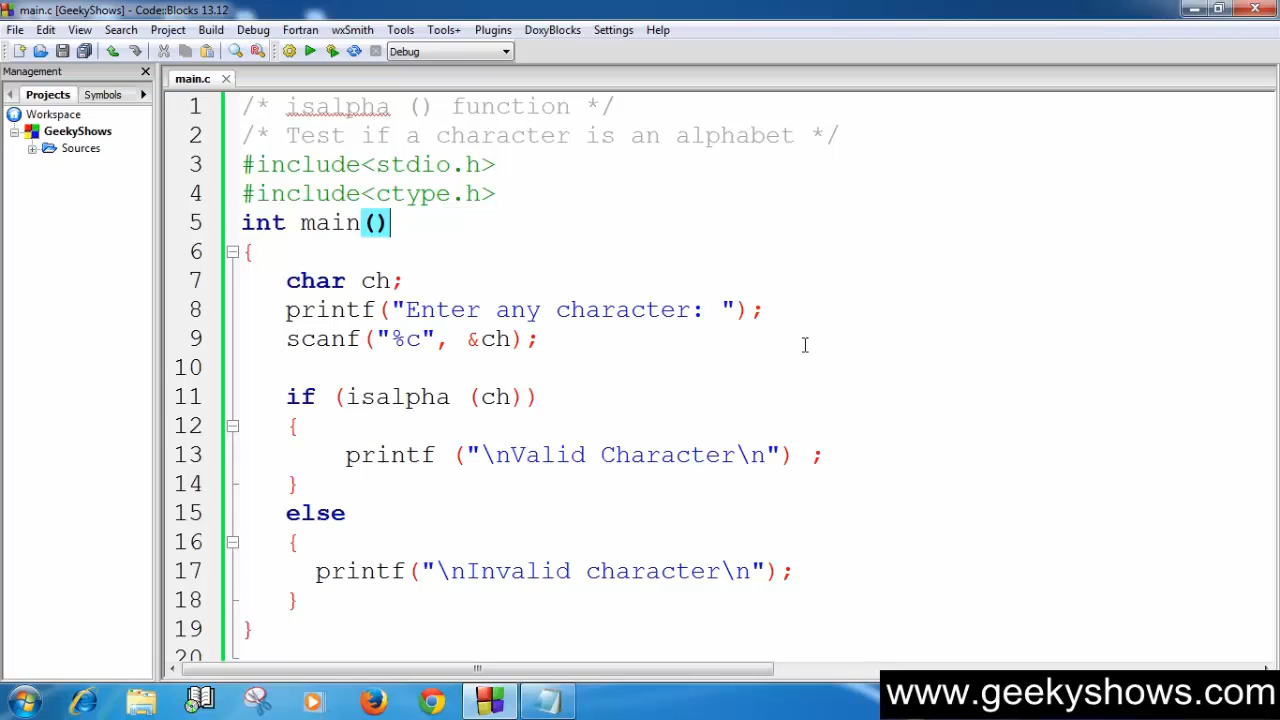 main.c [GeekyShows] - Code::Blocks 13.12
File Edit View Search Project Build Debug Fortran wxSmith Tools Tools+ Plugins DoxyBlocks Settings Help
Debug
Management
main.c
Projects Symbols
Workspace
GeekyShows
Sources
1 /* isalpha () function */
2 /* Test if a character is an alphabet */
3 #include<stdio.h>
4 #include<ctype.h>
5 int main()
6 {
7 char ch;
8 printf("Enter any character: ");
9 scanf("%c", &ch);
10
11 if (isalpha (ch))
12 {
13 printf ("\nValid Character\n") ;
14 }
15 else
16 {
17 printf("\nInvalid character\n");
18 }
19 }
20
www.geekyshows.com